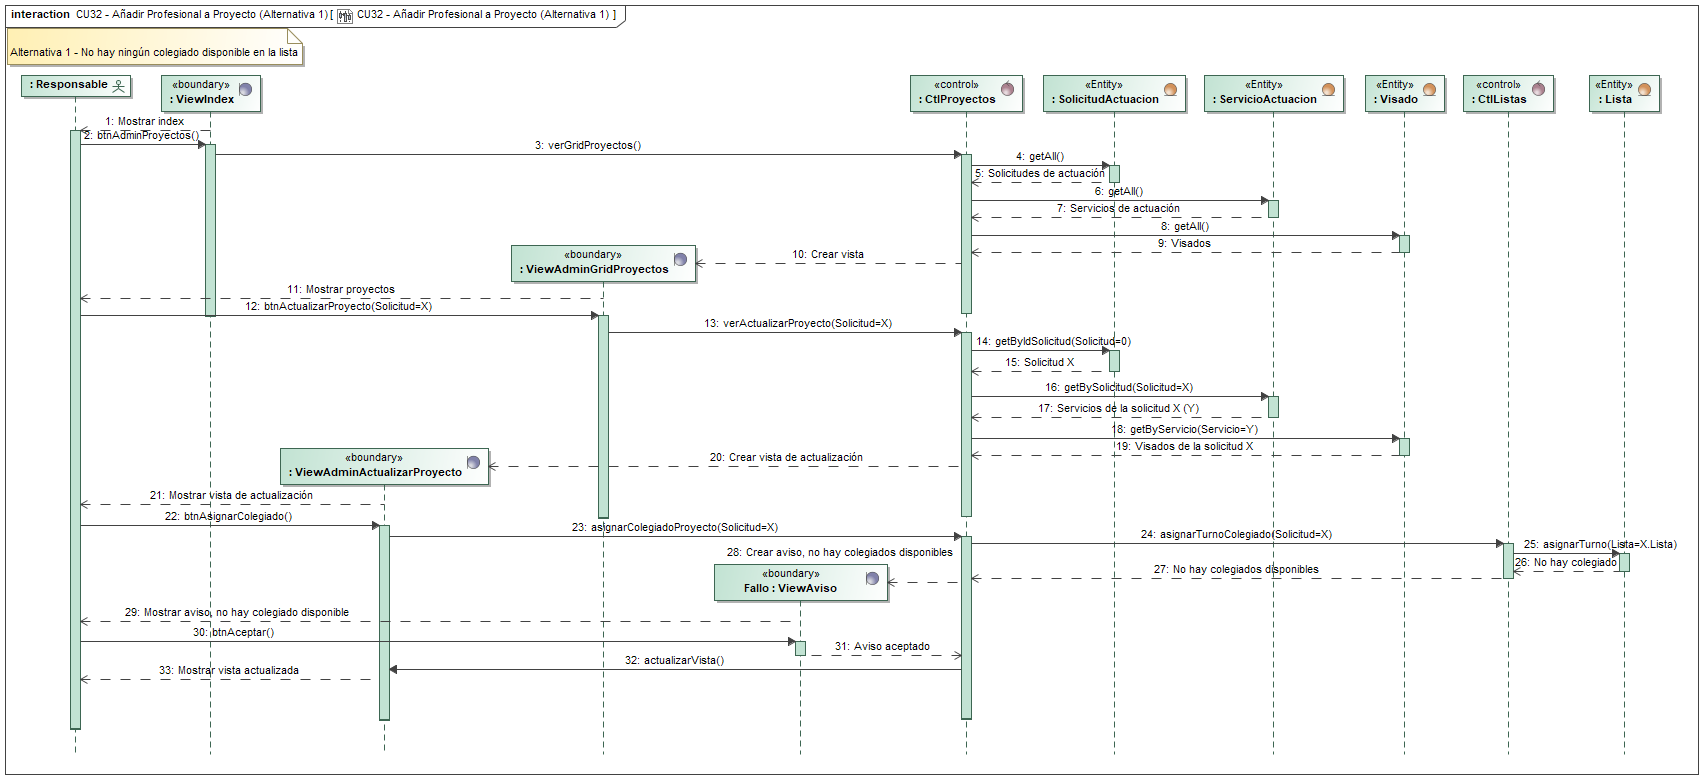 interaction CU32 - Añadir Profesional a Proyecto (Alternativa 1) [ CU32 - Añadir Profesional a Proyecto (Alternativa 1) ]
Alternativa 1 - No hay ningún colegiado disponible en la lista
: Responsable
«boundary»
: ViewIndex
«control»
: CtlProyectos
«Entity»
: SolicitudActuacion
«Entity»
: ServicioActuacion
«Entity»
: Visado
«control»
: CtlListas
«Entity»
: Lista
1: Mostrar index
2: btnAdminProyectos()
3: verGridProyectos()
4: getAll()
5: Solicitudes de actuación
6: getAll()
7: Servicios de actuación
8: getAll()
9: Visados
10: Crear vista
«boundary»
: ViewAdminGridProyectos
11: Mostrar proyectos
12: btnActualizarProyecto(Solicitud=X)
13: verActualizarProyecto(Solicitud=X)
14: getByIdSolicitud(Solicitud=0)
15: Solicitud X
16: getBySolicitud(Solicitud=X)
17: Servicios de la solicitud X (Y)
18: getByServicio(Servicio=Y)
19: Visados de la solicitud X
20: Crear vista de actualización
«boundary»
: ViewAdminActualizarProyecto
21: Mostrar vista de actualización
22: btnAsignarColegiado()
23: asignarColegiadoProyecto(Solicitud=X)
24: asignarTurnoColegiado(Solicitud=X)
25: asignarTurno(Lista=X.Lista)
26: No hay colegiado
27: No hay colegiados disponibles
28: Crear aviso, no hay colegiados disponibles
«boundary»
Fallo : ViewAviso
29: Mostrar aviso, no hay colegiado disponible
30: btnAceptar()
31: Aviso aceptado
32: actualizarVista()
33: Mostrar vista actualizada